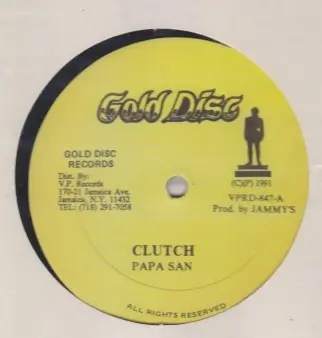 Gold Disc
GOLD DISC
RECORDS
Dist. By:
V.P. Records
170-21 Jamaica Ave.
Jamaica, N.Y. 11432
TEL: (718) 291-7058
(C)(P) 1991
VPRD-847-A
Prod. by JAMMY'S
CLUTCH
PAPA SAN
ALL RIGHTS RESERVED